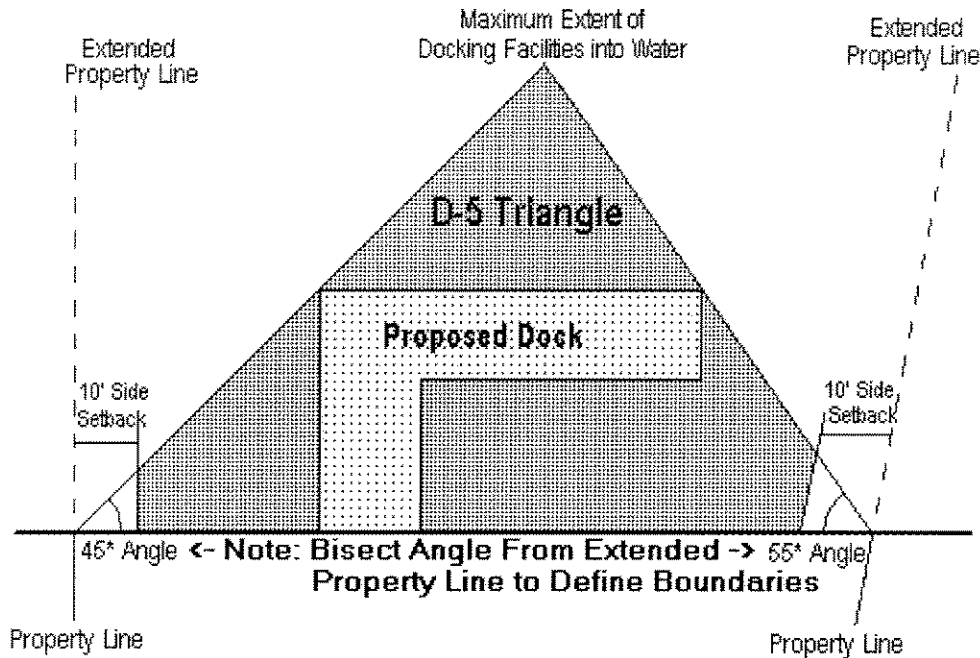 Maximum Extent of
Docking Facilities into Water
Extended
Property Line
Extended
Property Line
D-5 Triangle
Proposed Dock
10' Side
Setback
10' Side
Setback
45* Angle <- Note: Bisect Angle From Extended -> 55* Angle
Property Line to Define Boundaries
Property Line
Property Line